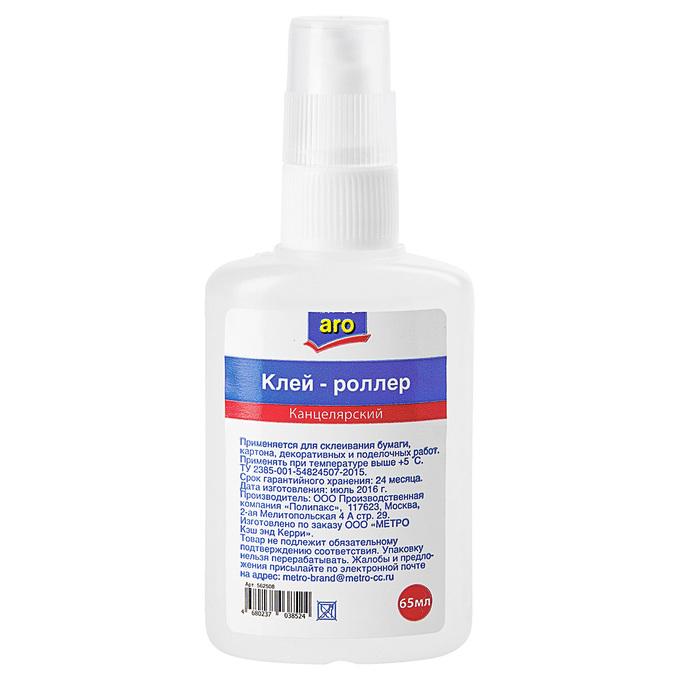 aro
Клей - роллер
Канцелярский
Применяется для склеивания бумаги,
картона, декоративных и поделочных работ.
Применять при температуре выше +5 °С.
ТУ 2385-001-54824507-2015.
Срок гарантийного хранения: 24 месяца.
Дата изготовления: июль 2016 г.
Производитель: ООО Производственная
компания «Полипакс», 117623, Москва,
2-ая Мелитопольская 4 А стр. 29.
Изготовлено по заказу ООО «МЕТРО
Кэш энд Керри».
Товар не подлежит обязательному
подтверждению соответствия. Упаковку
нельзя перерабатывать. Жалобы и предло-
жения присылайте по электронной почте
на адрес: metro-brand@metro-cc.ru
Арт. 562508
4 680237 038524
65мл